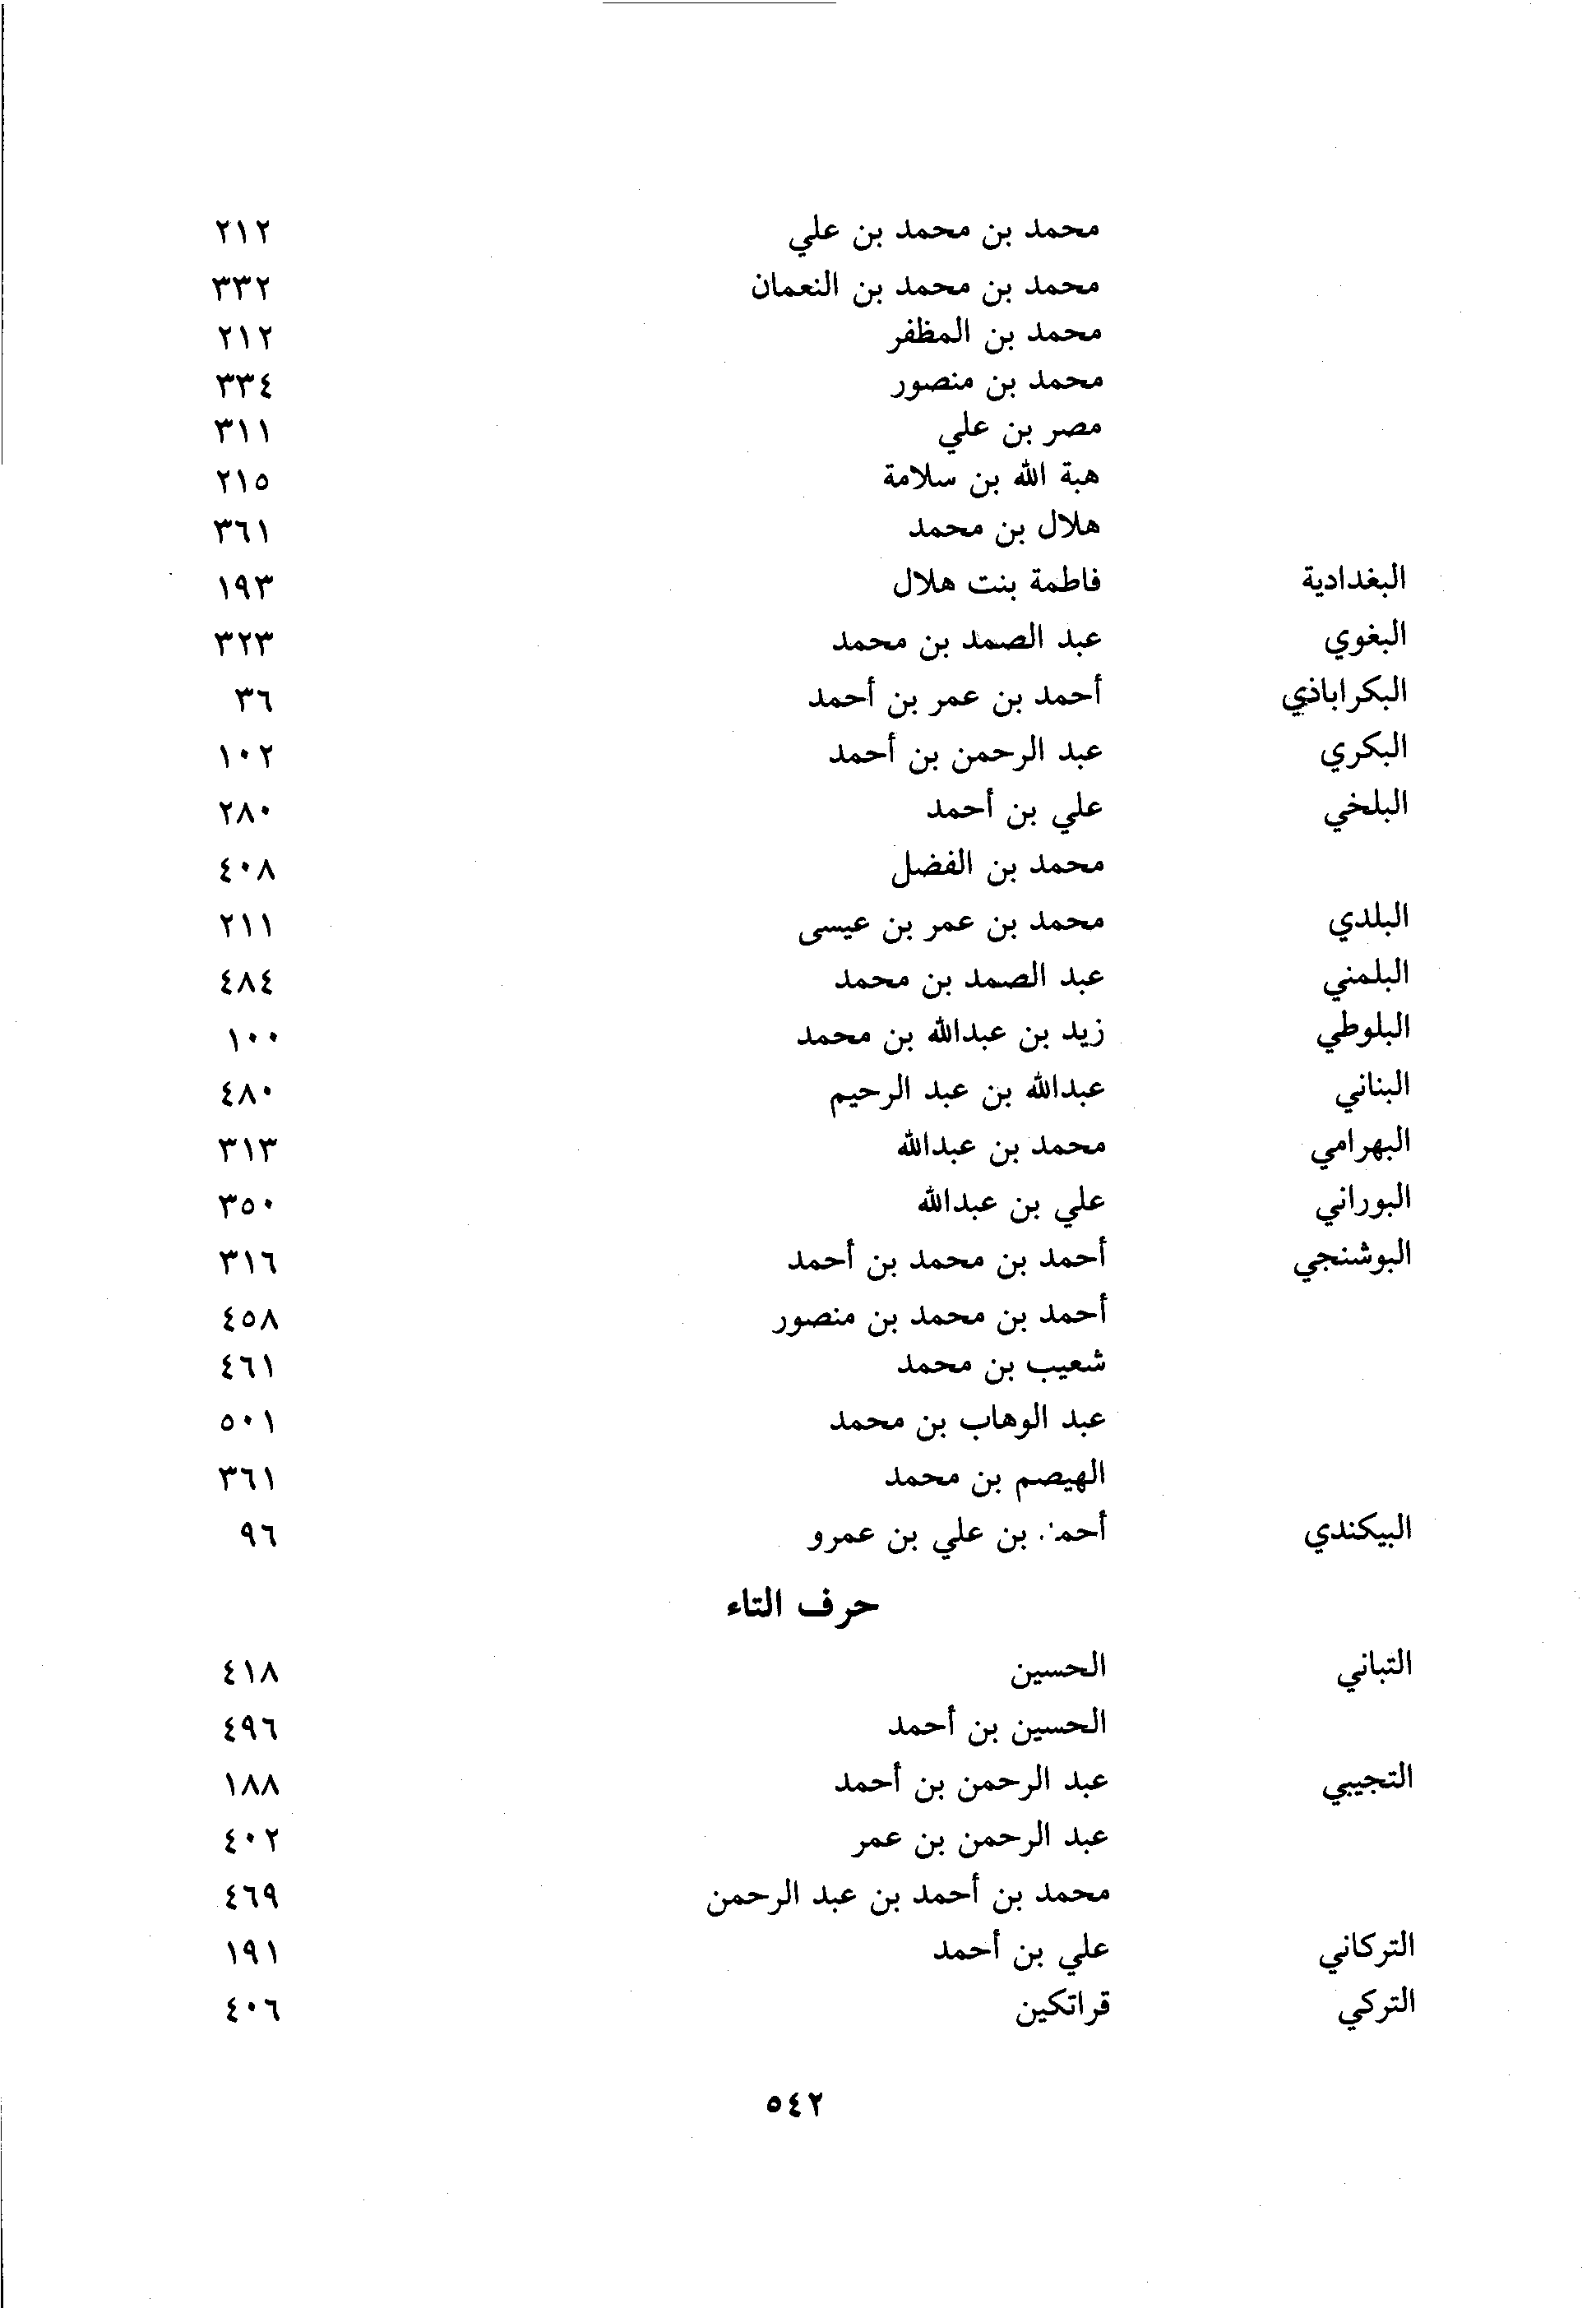 محمد بن محمد بن علي ٢١٢
محمد بن محمد بن النعمان ٣٣٢
محمد بن المظفر ٢١٢
محمد بن منصور ٣٣٤
مصر بن علي ٣١١
هبة الله بن سلامة ٢١٥
هلال بن محمد ٣٦١
البغدادية فاطمة بنت هلال ١٩٣
البغوي عبد الصمد بن محمد ٣٢٣
البكراباذي أحمد بن عمر بن أحمد ٣٦
البكري عبد الرحمن بن أحمد ١٠٢
البلخي علي بن أحمد ٢٨٠
محمد بن الفضل ٤٠٨
البلدي محمد بن عمر بن عيسى ٢١١
البلمني عبد الصمد بن محمد ٤٨٤
البلوطي زيد بن عبدالله بن محمد ١٠٠
البناني عبدالله بن عبد الرحيم ٤٨٠
البهرامي محمد بن عبدالله ٣١٣
البوراني علي بن عبدالله ٣٥٠
البوشنجي أحمد بن محمد بن أحمد ٣١٦
أحمد بن محمد بن منصور ٤٥٨
شعيب بن محمد ٤٦١
عبد الوهاب بن محمد ٥٠١
الهيصم بن محمد ٣٦١
البيكندي أحمد بن علي بن عمرو ٩٦
حرف التاء
التباني الحسين ٤١٨
الحسين بن أحمد ٤٩٦
التجيبي عبد الرحمن بن أحمد ١٨٨
عبد الرحمن بن عمر ٤٠٢
محمد بن أحمد بن عبد الرحمن ٤٦٩
التركاني علي بن أحمد ١٩١
التركي قراتكين ٤٠٦
٥٤٢